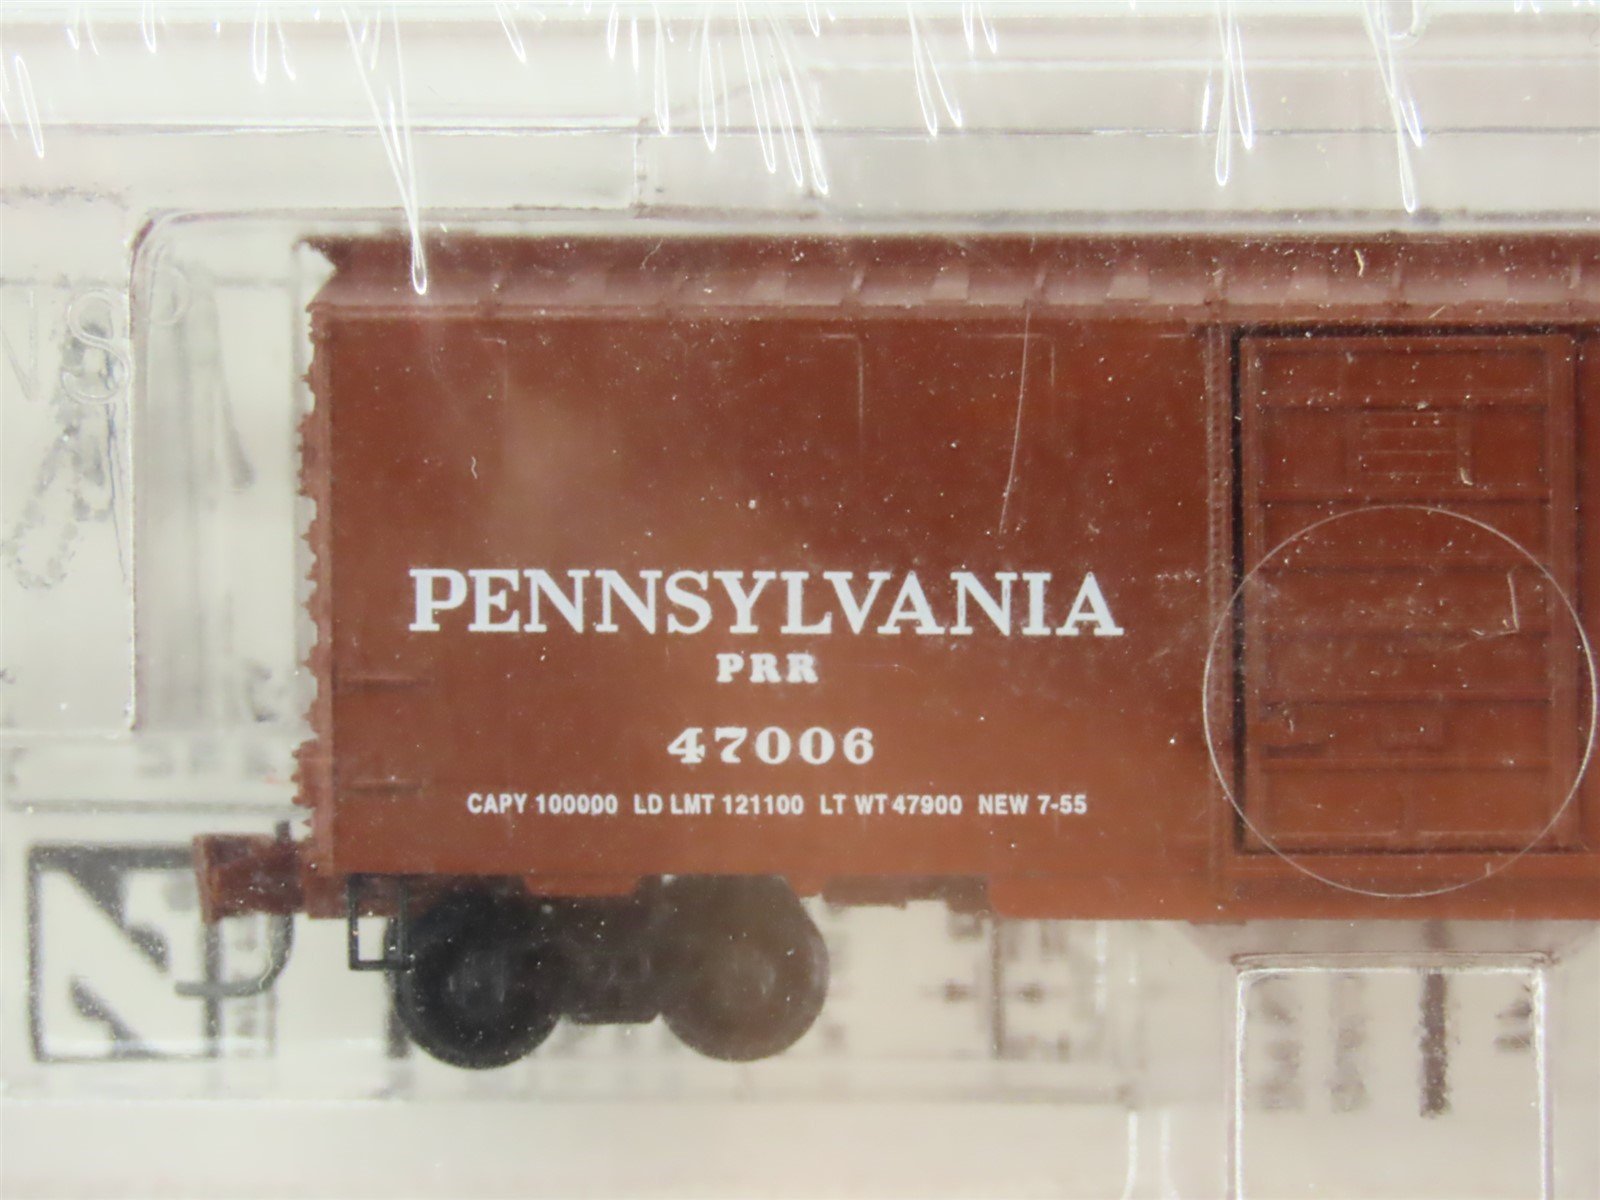 PENNSYLVANIA
PRR
47006
CAPY 100000 LD LMT 121100 LT WT 47900 NEW 7-55